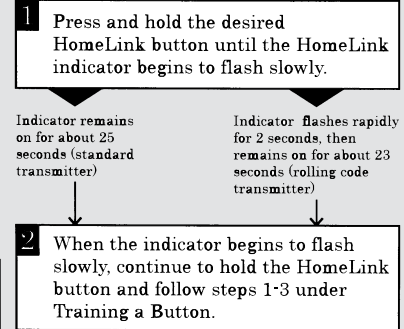 1
Press and hold the desired
HomeLink button until the HomeLink
indicator begins to flash slowly.
Indicator remains
on for about 25
seconds (standard
transmitter)
Indicator flashes rapidly
for 2 seconds, then
remains on for about 23
seconds (rolling code
transmitter)
2
When the indicator begins to flash
slowly, continue to hold the HomeLink
button and follow steps 1-3 under
Training a Button.